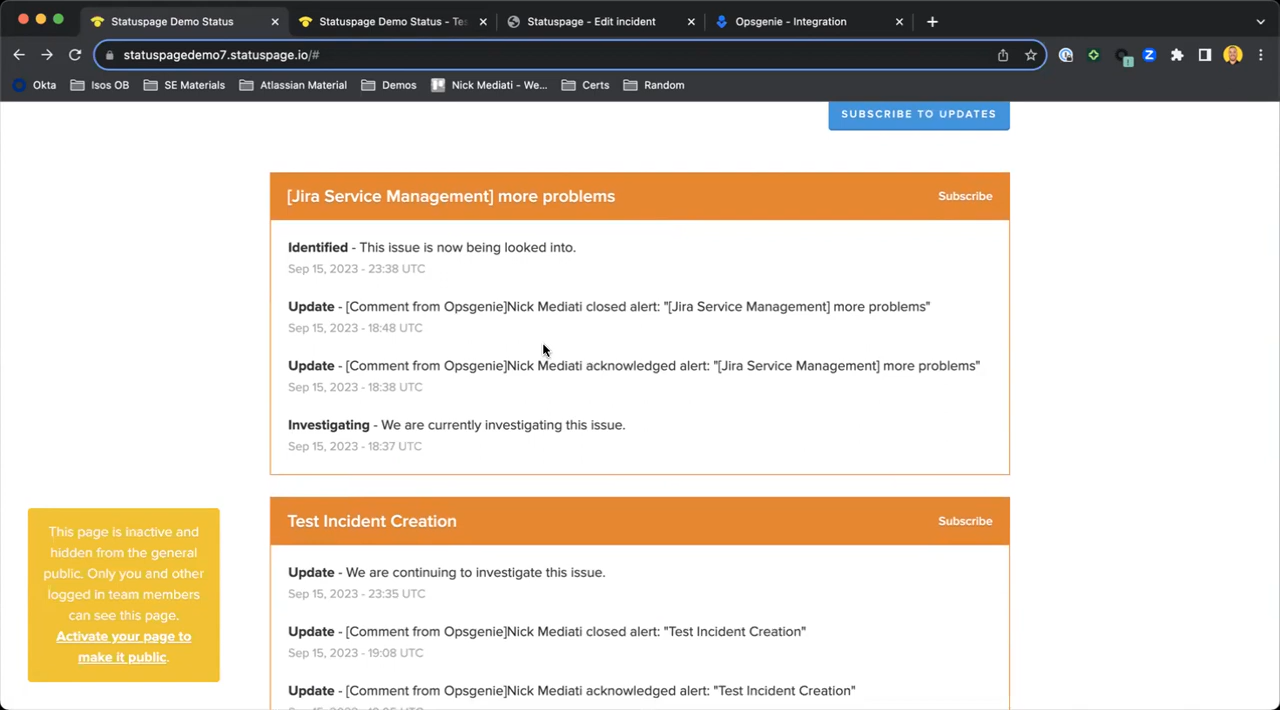 Statuspage Demo Status
Statuspage Demo Status - Tes
Statuspage - Edit incident
Opsgenie - Integration
statuspagedemo7.statuspage.io/#
Okta
Isos OB
SE Materials
Atlassian Material
Demos
Nick Mediati - We...
Certs
Random
SUBSCRIBE TO UPDATES
[Jira Service Management] more problems
Subscribe
Identified - This issue is now being looked into.
Sep 15, 2023 - 23:38 UTC
Update - [Comment from Opsgenie]Nick Mediati closed alert: "[Jira Service Management] more problems"
Sep 15, 2023 - 18:48 UTC
Update - [Comment from Opsgenie]Nick Mediati acknowledged alert: "[Jira Service Management] more problems"
Sep 15, 2023 - 18:38 UTC
Investigating - We are currently investigating this issue.
Sep 15, 2023 - 18:37 UTC
Test Incident Creation
Subscribe
Update - We are continuing to investigate this issue.
Sep 15, 2023 - 23:35 UTC
Update - [Comment from Opsgenie]Nick Mediati closed alert: "Test Incident Creation"
Sep 15, 2023 - 19:08 UTC
Update - [Comment from Opsgenie]Nick Mediati acknowledged alert: "Test Incident Creation"
This page is inactive and
hidden from the general
public. Only you and other
logged in team members
can see this page.
Activate your page to
make it public.